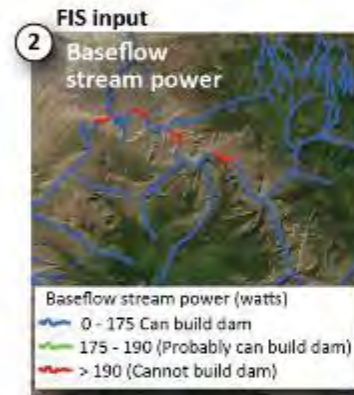 FIS input
2
Baseflow
stream power
Baseflow stream power (watts)
0 - 175 Can build dam
175 - 190 (Probably can build dam)
> 190 (Cannot build dam)